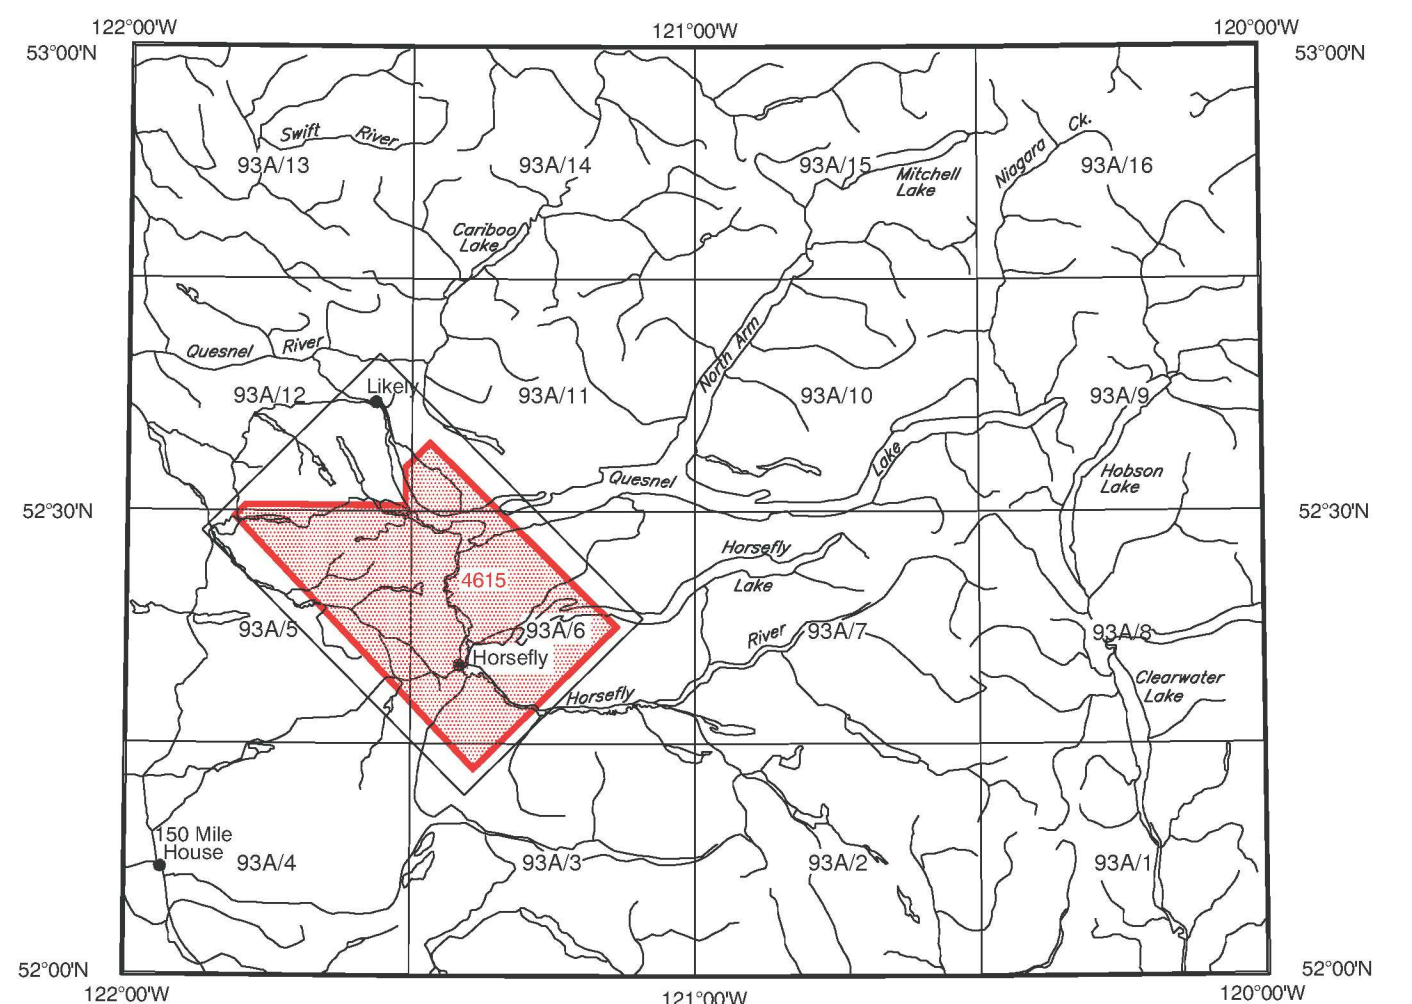 122°00'W
121°00'W
120°00'W
53°00'N
53°00'N
Swift River
Ck.
Niagara
93A/13
93A/14
93A/15
93A/16
Mitchell
Lake
Cariboo
Lake
North Arm
Quesnel River
Likely
93A/12
93A/11
93A/10
93A/9
Lake
Quesnel
Hobson
Lake
52°30'N
52°30'N
Horsefly
Lake
4615
93A/5
93A/6
River
93A/7
93A/8
Horsefly
Horsefly
Clearwater
Lake
150 Mile
House
93A/4
93A/3
93A/2
93A/1
52°00'N
52°00'N
122°00'W
121°00'W
120°00'W